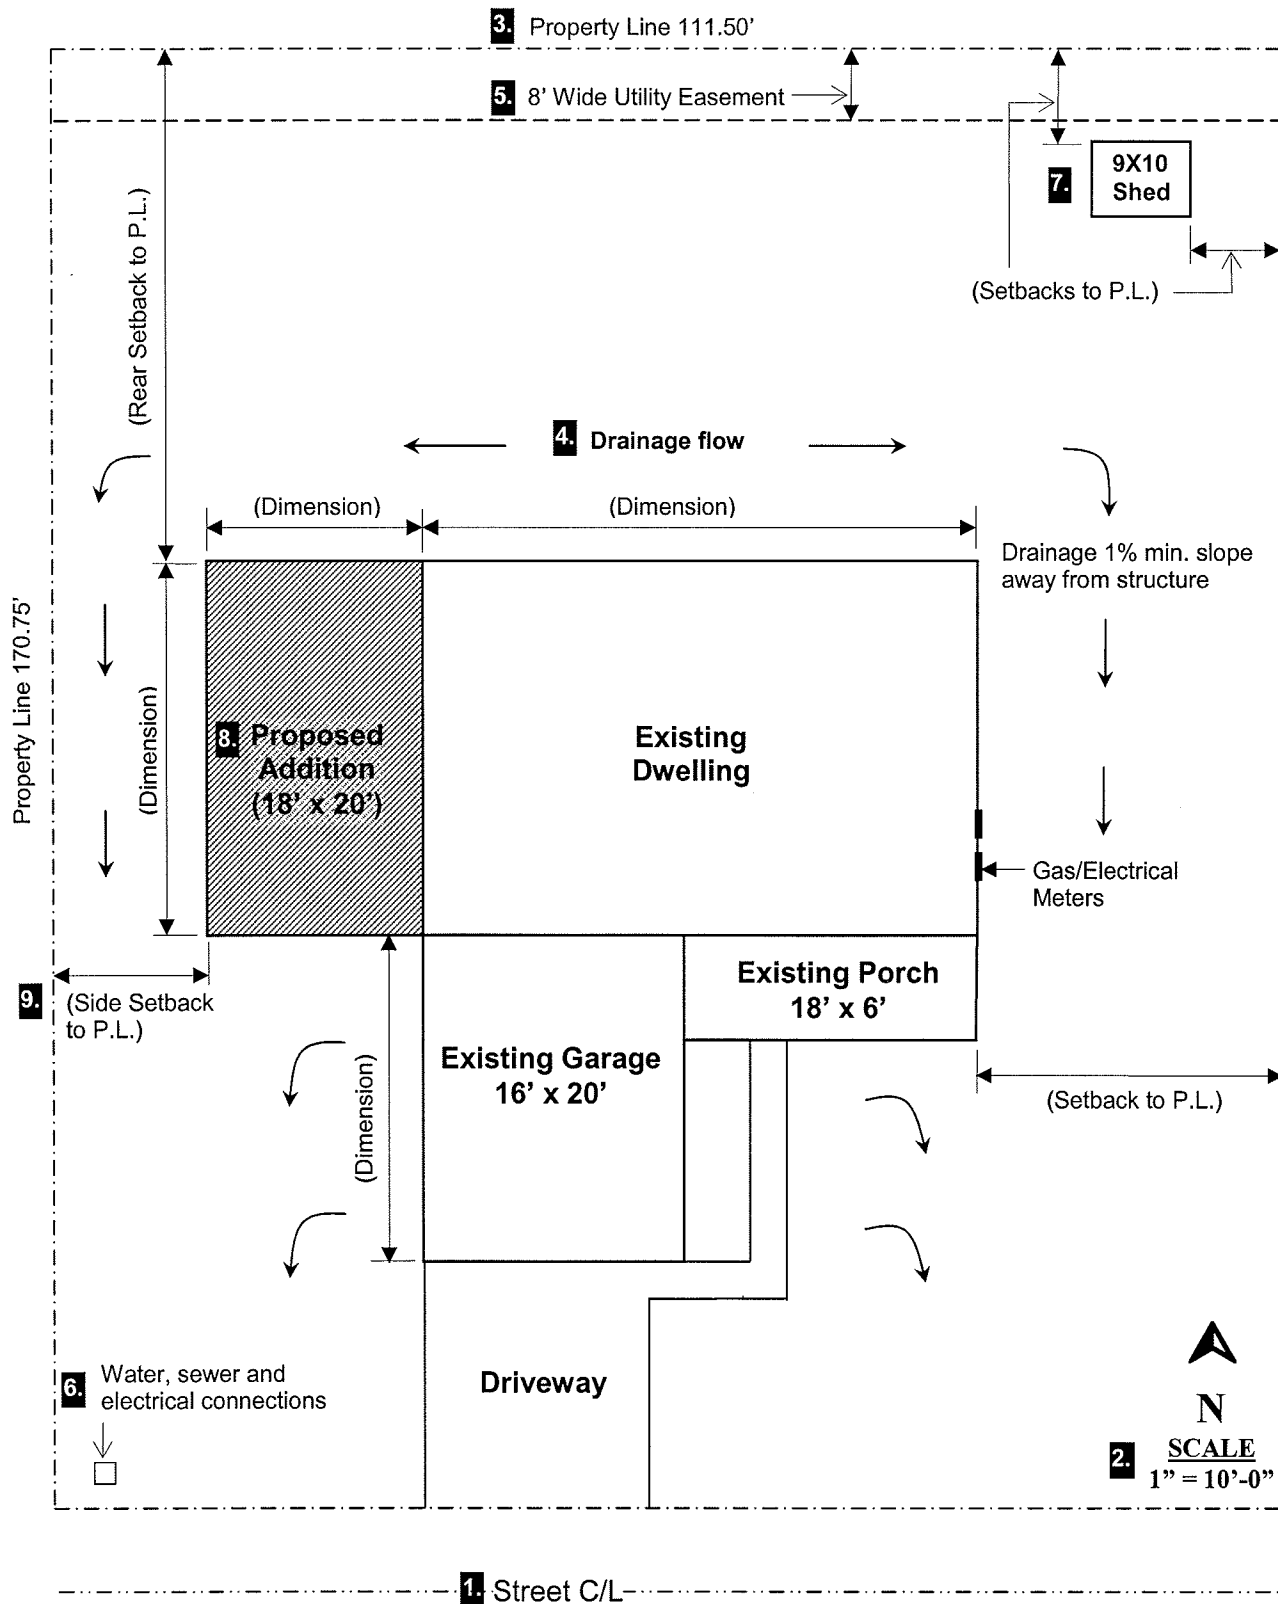 3. Property Line 111.50’
5. 8’ Wide Utility Easement
7.
9X10
Shed
(Setbacks to P.L.)
(Rear Setback to P.L.)
4. Drainage flow
(Dimension)
(Dimension)
Drainage 1% min. slope
away from structure
Property Line 170.75’
(Dimension)
8. Proposed
Addition
(18’ x 20’)
Existing
Dwelling
Gas/Electrical
Meters
9. (Side Setback
to P.L.)
Existing Porch
18’ x 6’
Existing Garage
16’ x 20’
(Dimension)
(Setback to P.L.)
6. Water, sewer and
electrical connections
Driveway
N
2. SCALE
1” = 10’-0”
1. Street C/L